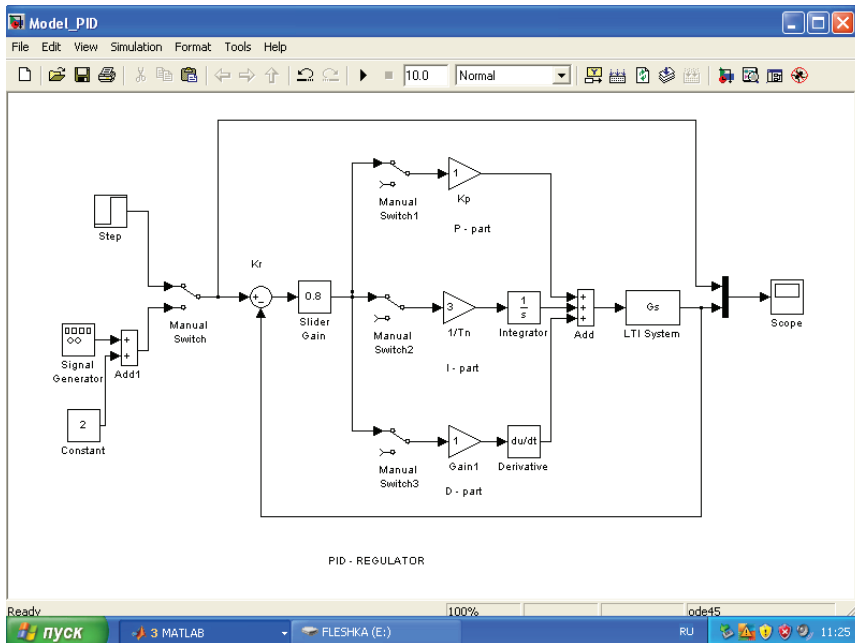 Model_PID
File Edit View Simulation Format Tools Help
10.0 Normal
1
Kp
Manual
Switch1
P - part
Step
Kr
+
-
0.8
Slider
Gain
Manual
Switch
3
1/Tn
1
s
Integrator
+
+
+
Add
Gs
LTI System
Scope
Manual
Switch2
I - part
Signal
Generator
+
+
Add1
2
Constant
1
Gain1
du/dt
Derivative
Manual
Switch3
D - part
PID - REGULATOR
Ready 100% ode45
пуск 3 MATLAB FLESHKA (E:) RU 11:25